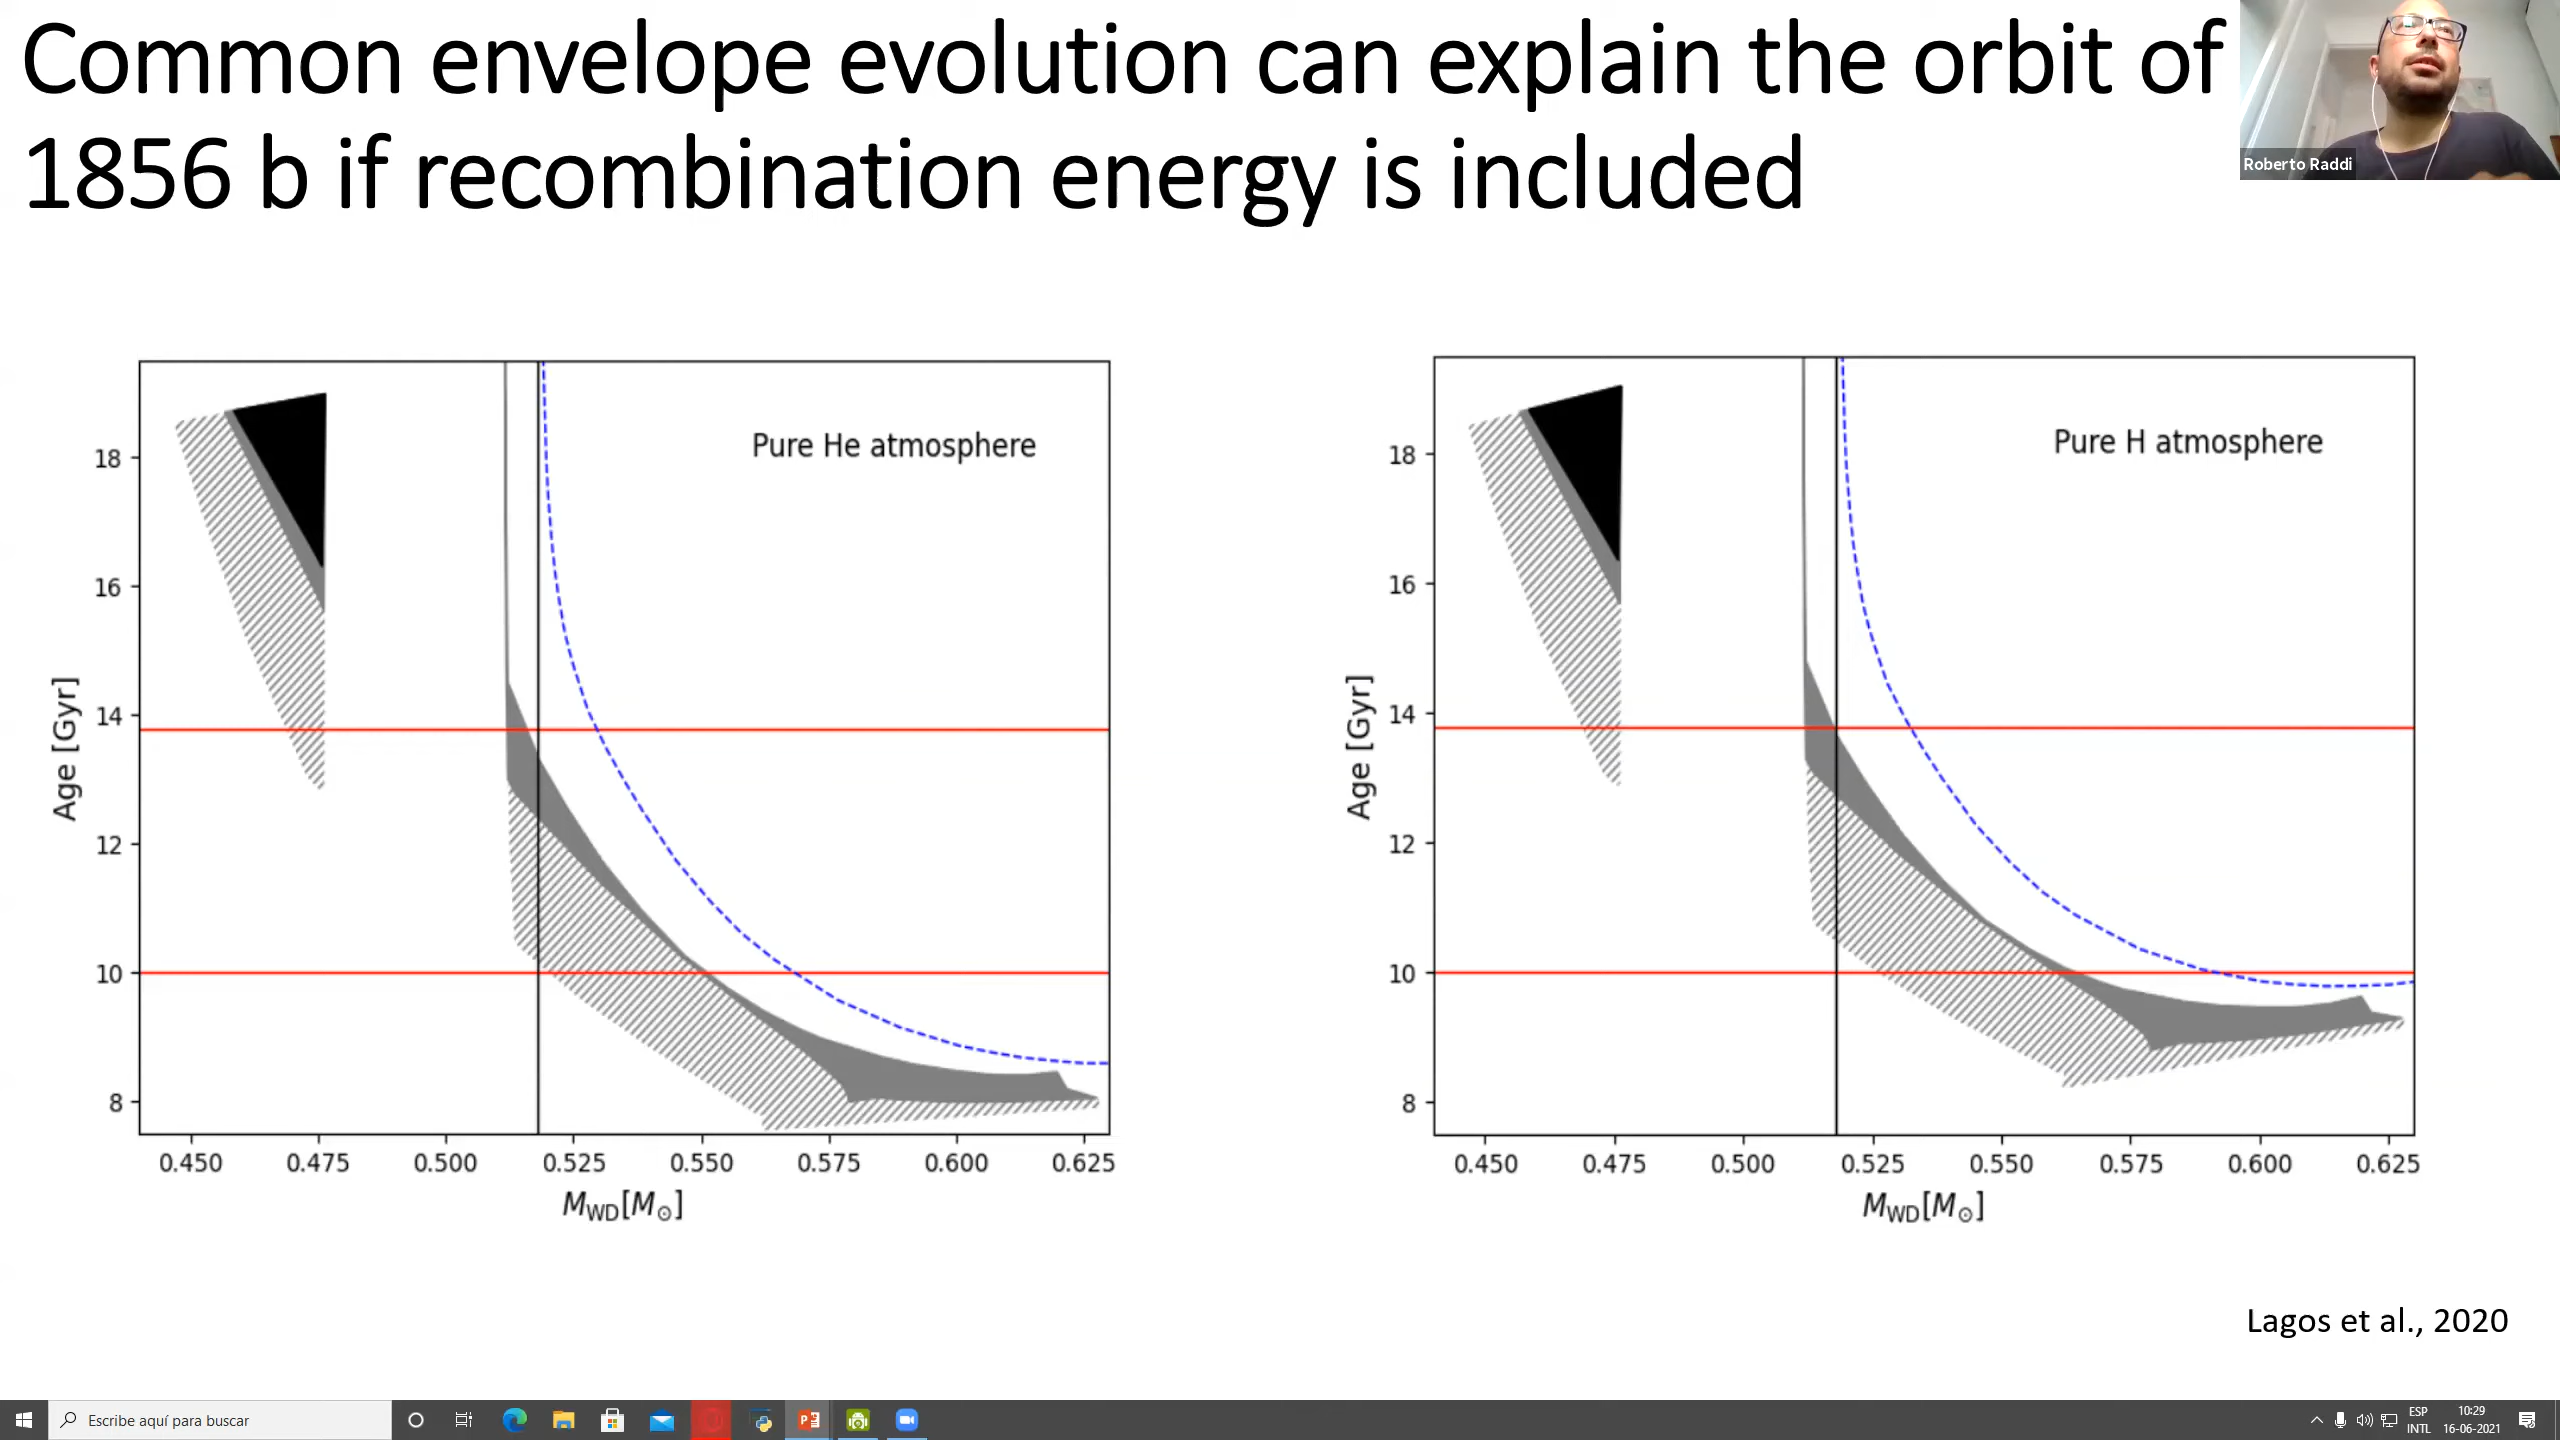 Common envelope evolution can explain the orbit of
1856 b if recombination energy is included
Roberto Raddi
Pure He atmosphere
18
16
14
12
10
8
Age [Gyr]
0.450 0.475 0.500 0.525 0.550 0.575 0.600 0.625
M_WD[M_⊙]
Pure H atmosphere
18
16
14
12
10
8
Age [Gyr]
0.450 0.475 0.500 0.525 0.550 0.575 0.600 0.625
M_WD[M_⊙]
Lagos et al., 2020
Escribe aquí para buscar
ESP
INTL
10:29
16-06-2021